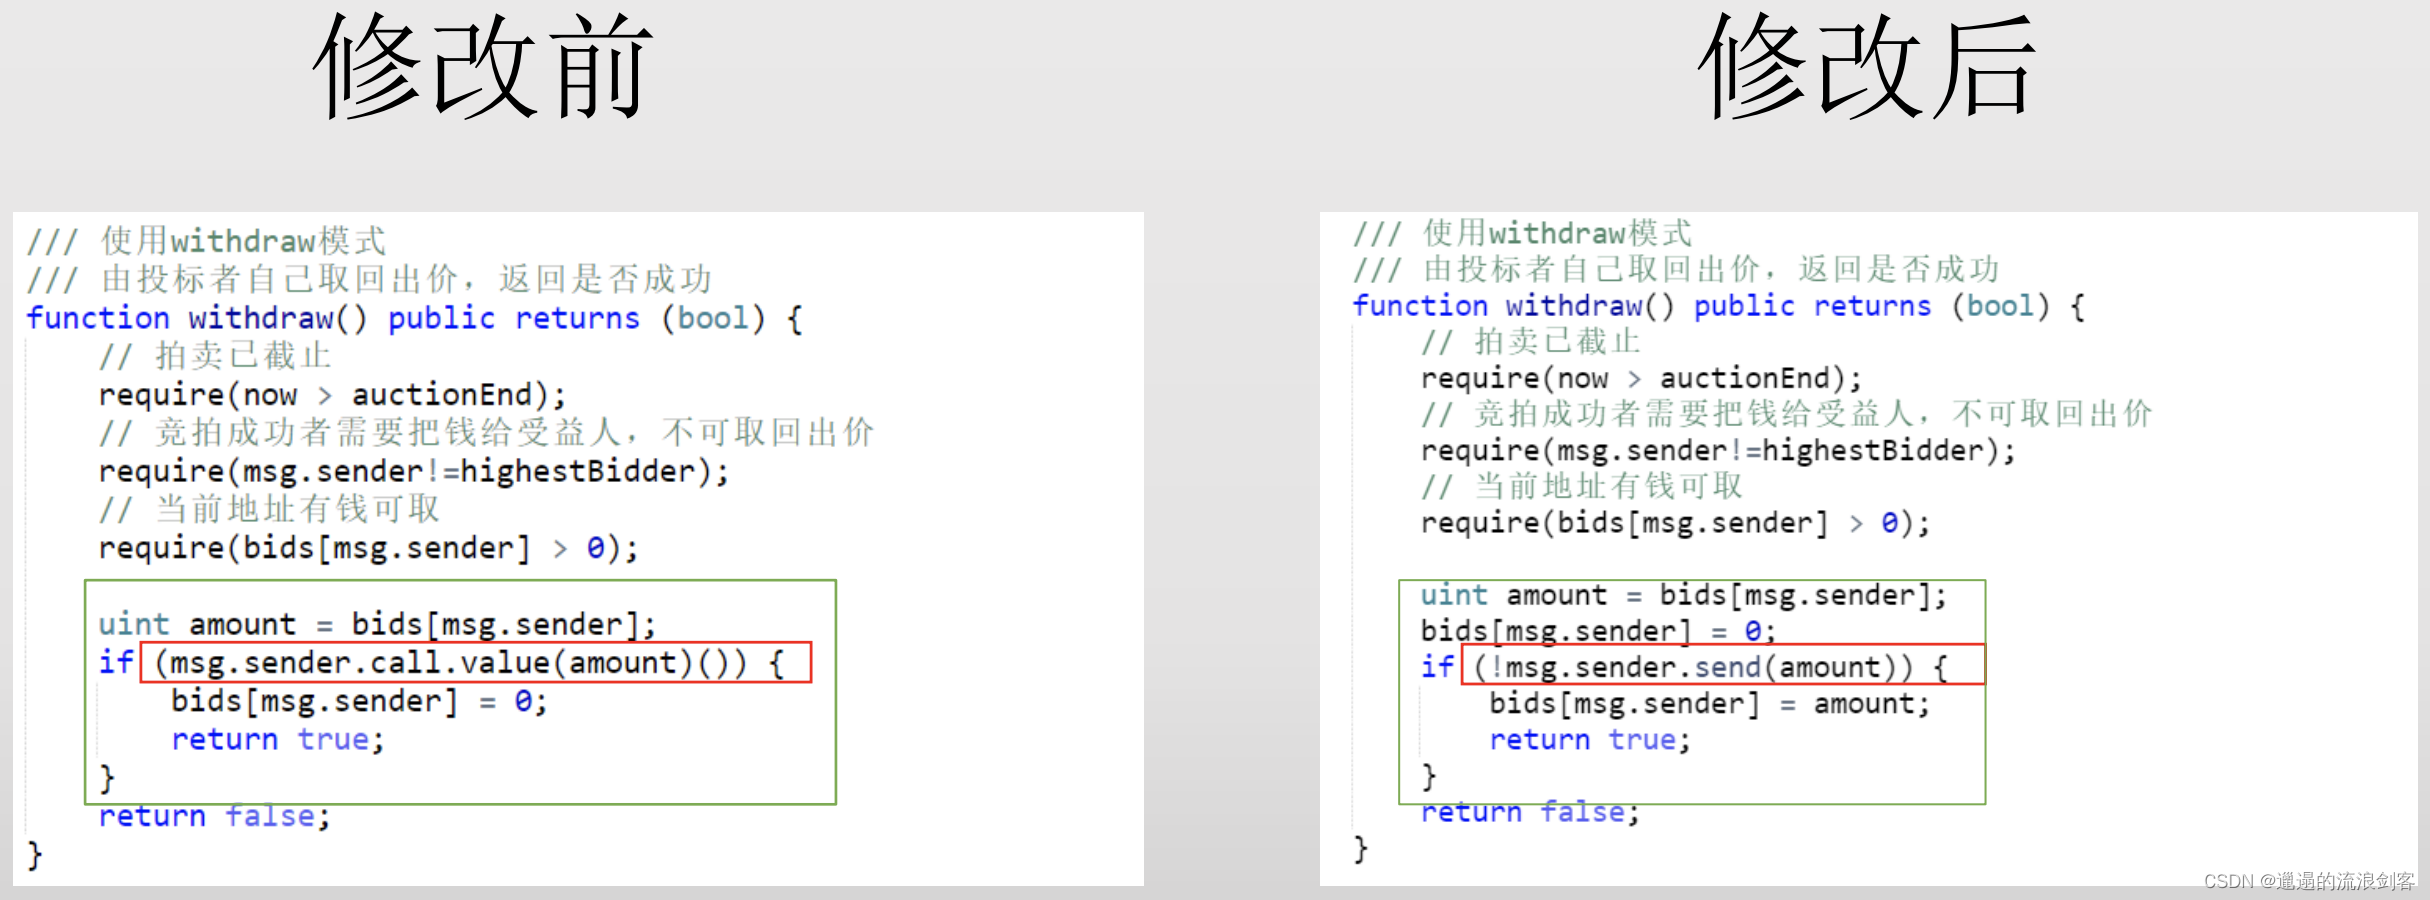 修改前
/// 使用withdraw模式
/// 由投标者自己取回出价，返回是否成功
function withdraw() public returns (bool) {
// 拍卖已截止
require(now > auctionEnd);
// 竞拍成功者需要把钱给受益人，不可取回出价
require(msg.sender!=highestBidder);
// 当前地址有钱可取
require(bids[msg.sender] > 0);
uint amount = bids[msg.sender];
if (msg.sender.call.value(amount)()) {
bids[msg.sender] = 0;
return true;
}
return false;
}
修改后
/// 使用withdraw模式
/// 由投标者自己取回出价，返回是否成功
function withdraw() public returns (bool) {
// 拍卖已截止
require(now > auctionEnd);
// 竞拍成功者需要把钱给受益人，不可取回出价
require(msg.sender!=highestBidder);
// 当前地址有钱可取
require(bids[msg.sender] > 0);
uint amount = bids[msg.sender];
bids[msg.sender] = 0;
if (!msg.sender.send(amount)) {
bids[msg.sender] = amount;
return true;
}
return false;
}
CSDN @邋遢的流浪剑客